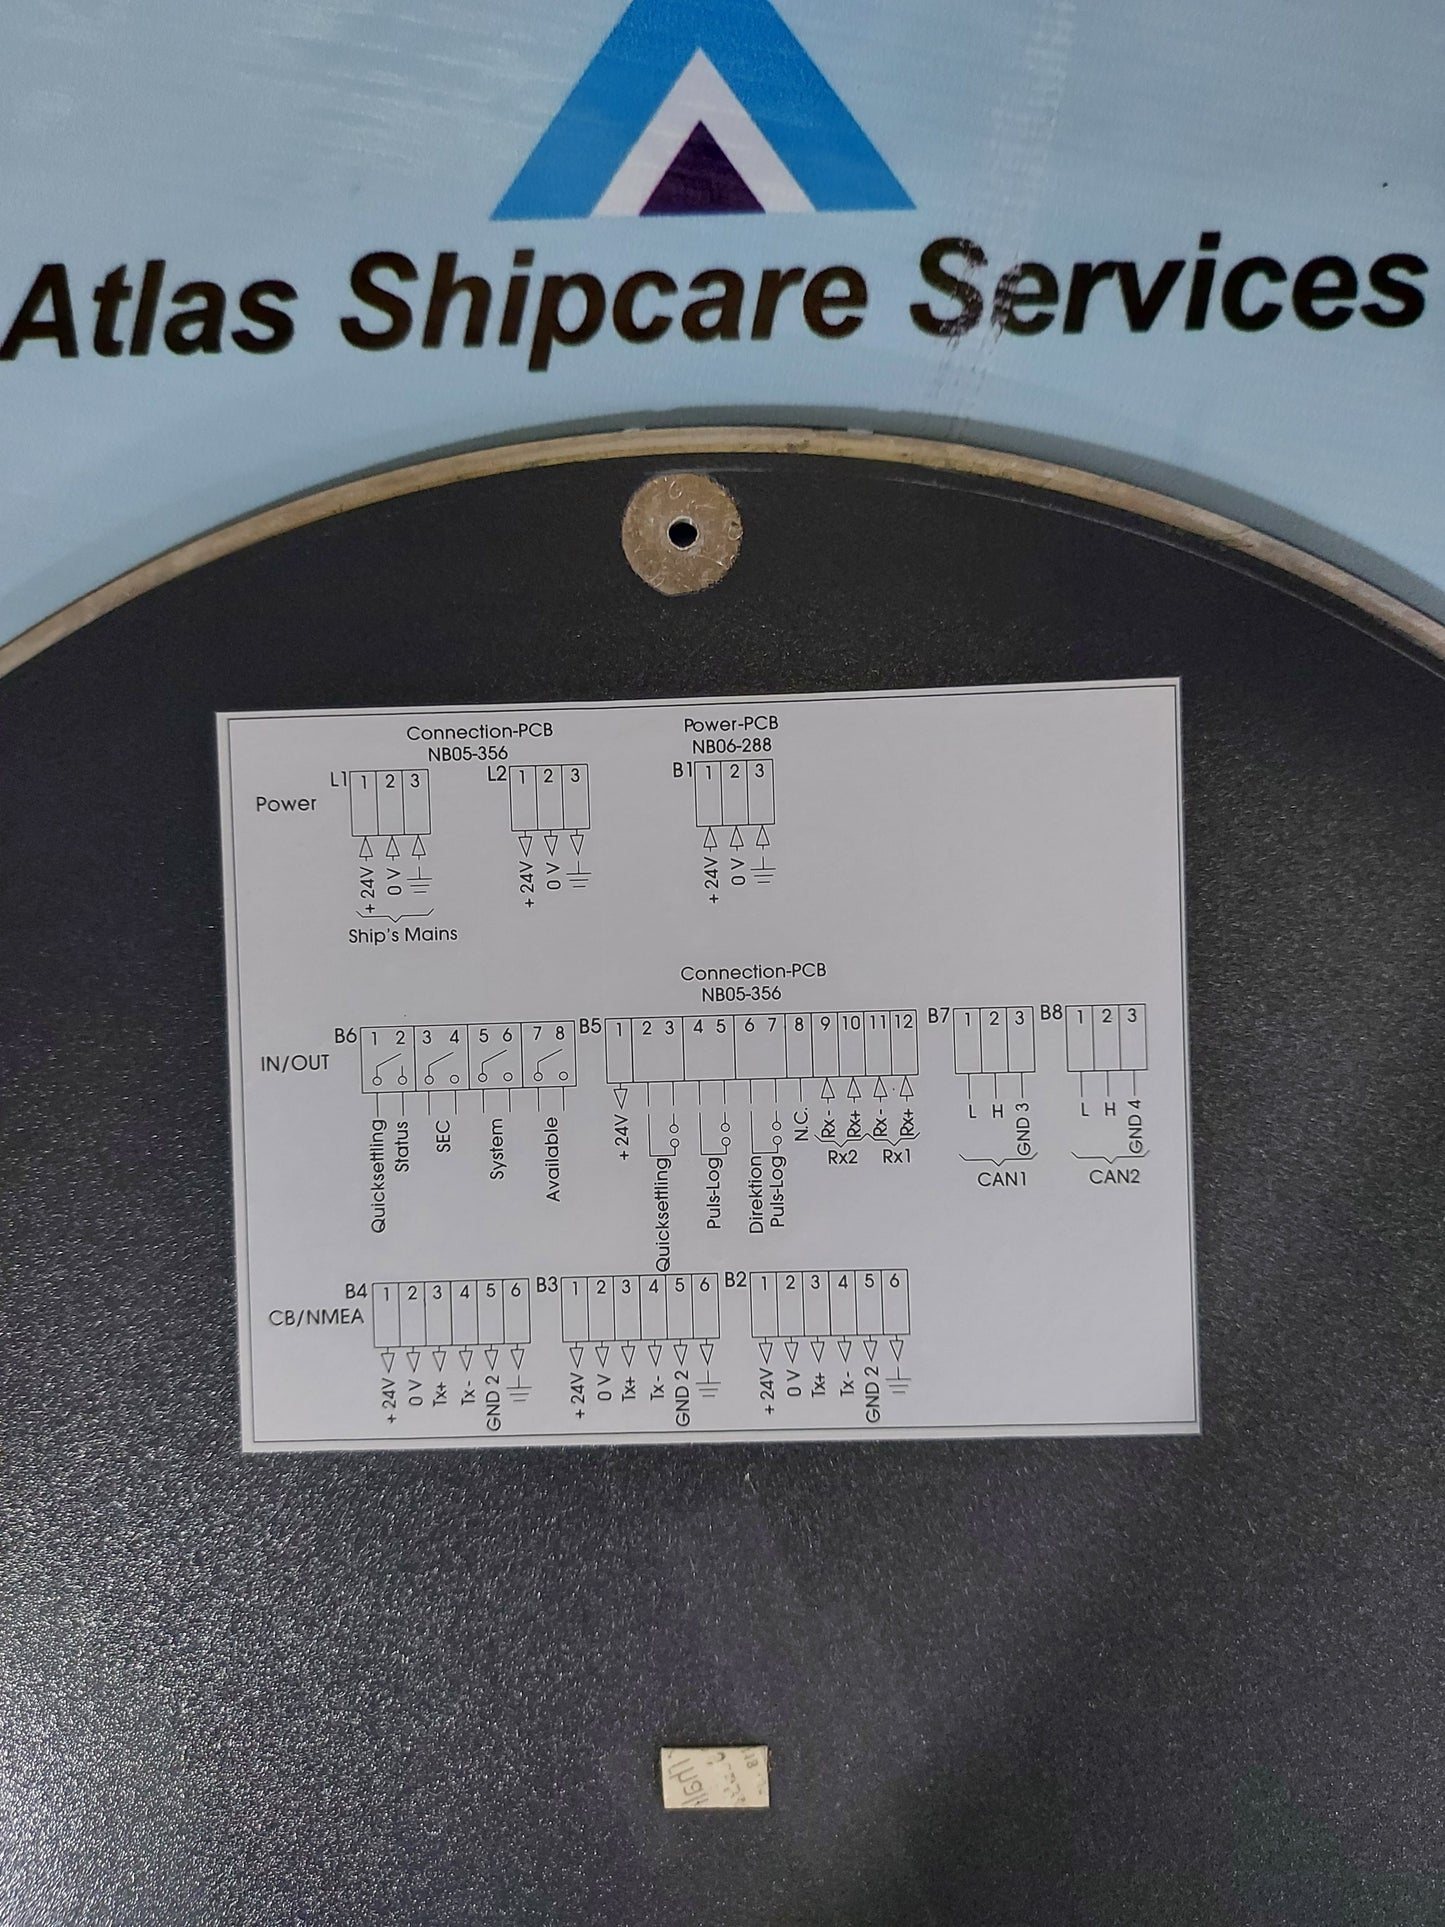 Atlas Shipcare Services
Connection-PCB
NB05-356
Power-PCB
NB06-288
Power
L1 1 2 3
L2 1 2 3
B1 1 2 3
+ 24V 0 V
+ 24V 0 V
+ 24V 0 V
Ship's Mains
Connection-PCB
NB05-356
IN/OUT
B6 1 2 3 4 5 6 7 8
B5 1 2 3 4 5 6 7 8 9 10 11 12
B7 1 2 3
B8 1 2 3
Quicksettling
Status
SEC
System
Available
+ 24V
Quicksettling
Puls-Log
Direktion
Puls-Log
N.C.
Rx -
Rx+
Rx -
Rx+
Rx2
Rx1
L H GND 3
CAN1
L H GND 4
CAN2
CB/NMEA
B4 1 2 3 4 5 6
B3 1 2 3 4 5 6
B2 1 2 3 4 5 6
+ 24V 0 V Tx+ Tx - GND 2
+ 24V 0 V Tx+ Tx - GND 2
+ 24V 0 V Tx+ Tx - GND 2